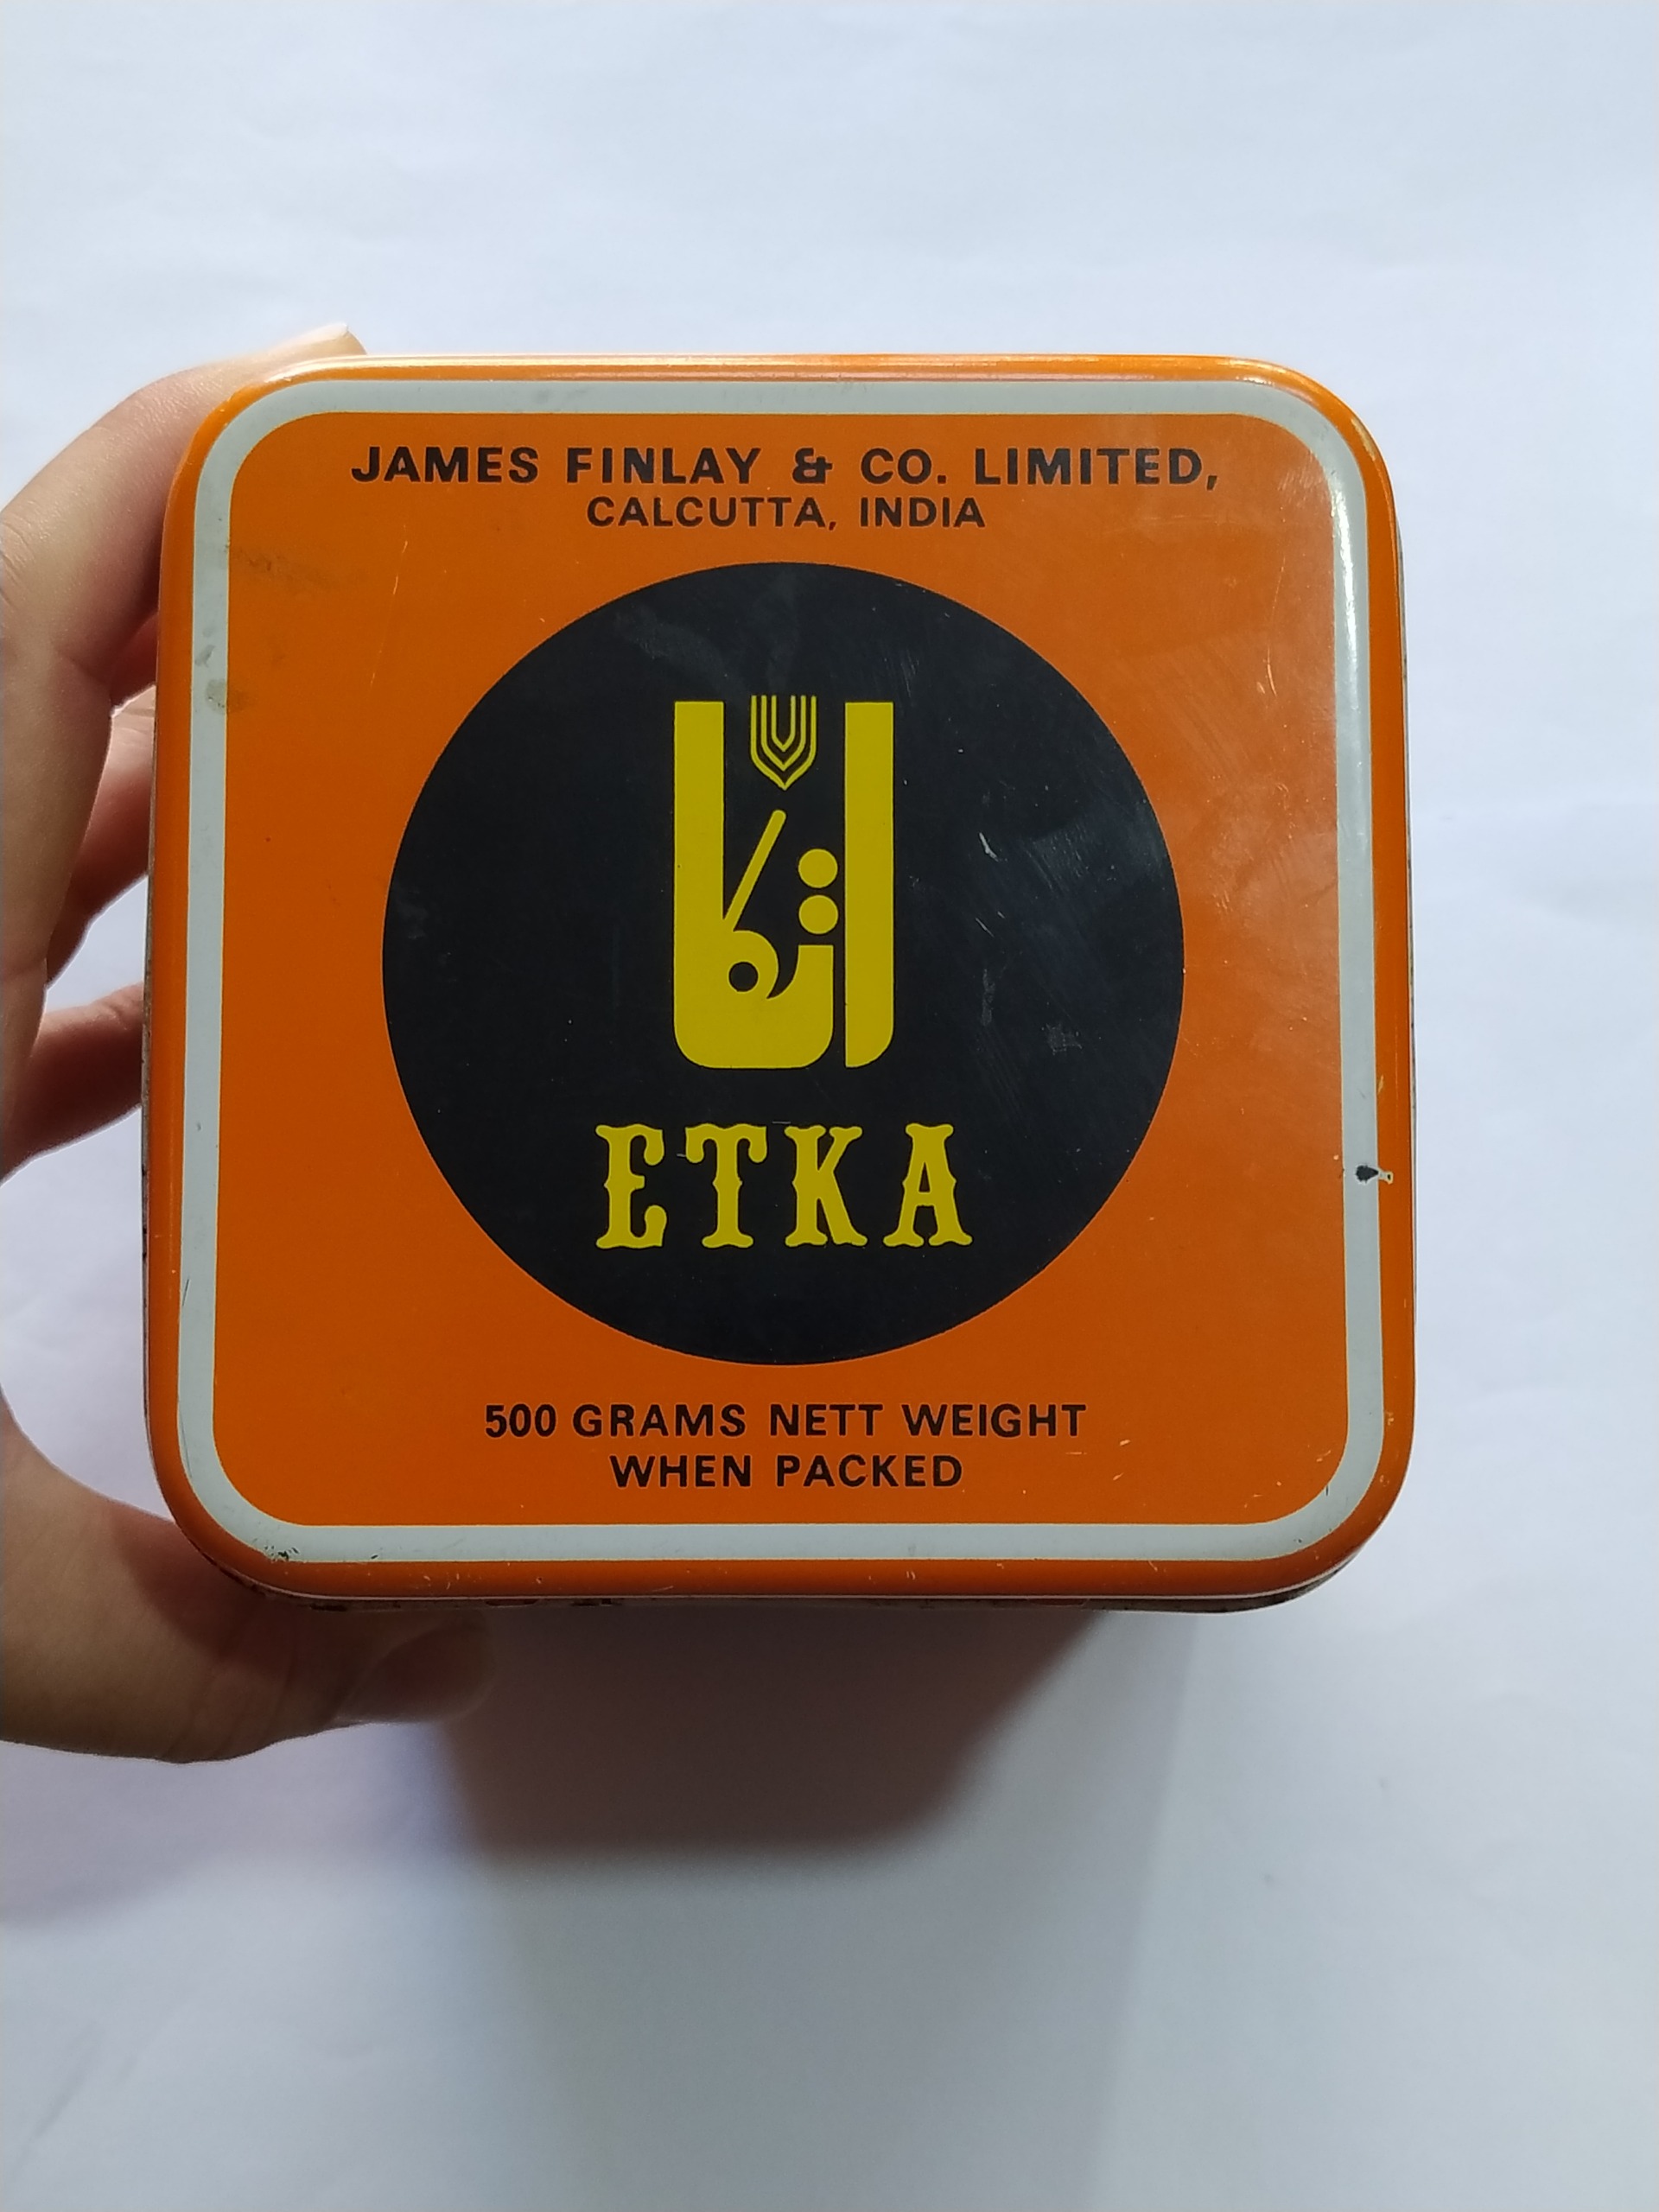 JAMES FINLAY & CO. LIMITED,
CALCUTTA, INDIA
اتكا
ETKA
500 GRAMS NETT WEIGHT
WHEN PACKED